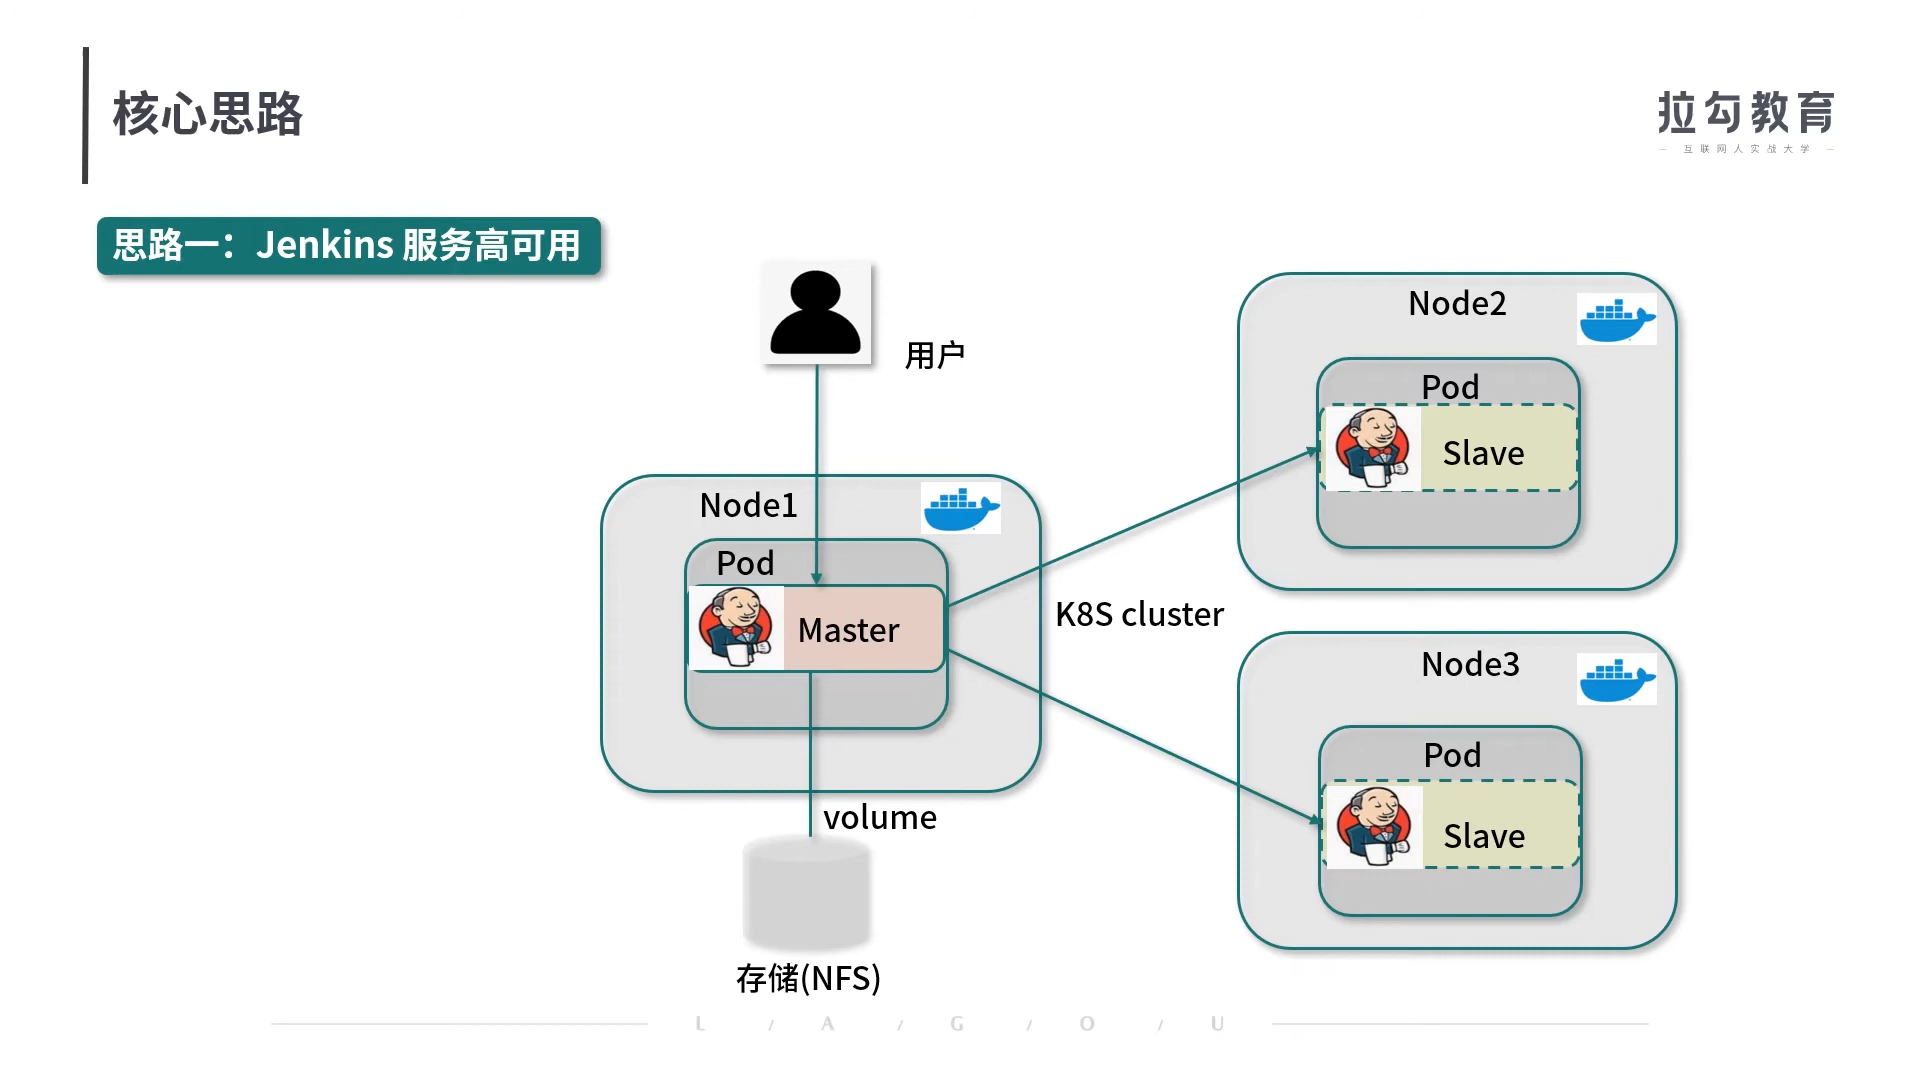 核心思路
拉勾教育
— 互联网人实战大学 —
思路一：Jenkins 服务高可用
用户
Node1
Pod
Master
volume
存储(NFS)
K8S cluster
Node2
Pod
Slave
Node3
Pod
Slave
L / A / G / O / U